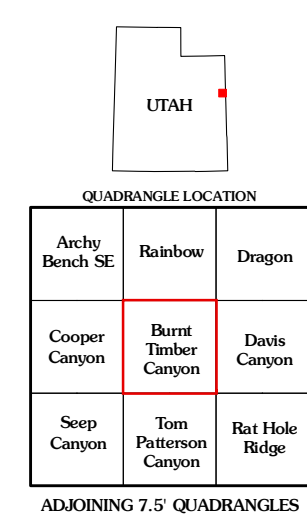 UTAH
QUADRANGLE LOCATION
Archy
Bench SE
Rainbow
Dragon
Cooper
Canyon
Burnt
Timber
Canyon
Davis
Canyon
Seep
Canyon
Tom
Patterson
Canyon
Rat Hole
Ridge
ADJOINING 7.5' QUADRANGLES